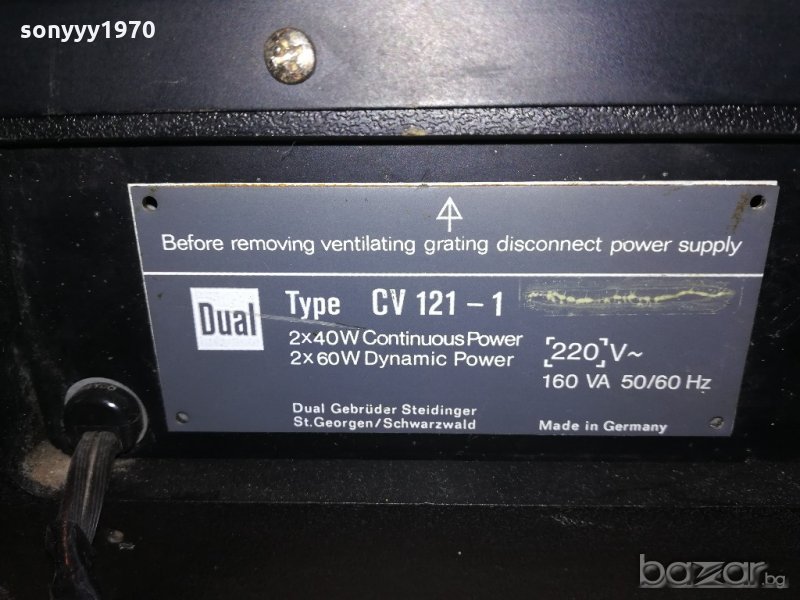 sonyyy1970
Before removing ventilating grating disconnect power supply
Dual
Type CV 121 – 1
2×40W Continuous Power
2×60W Dynamic Power
[220]V~
160 VA 50/60 Hz
Dual Gebrüder Steidinger
St.Georgen/Schwarzwald
Made in Germany
bazar.bg